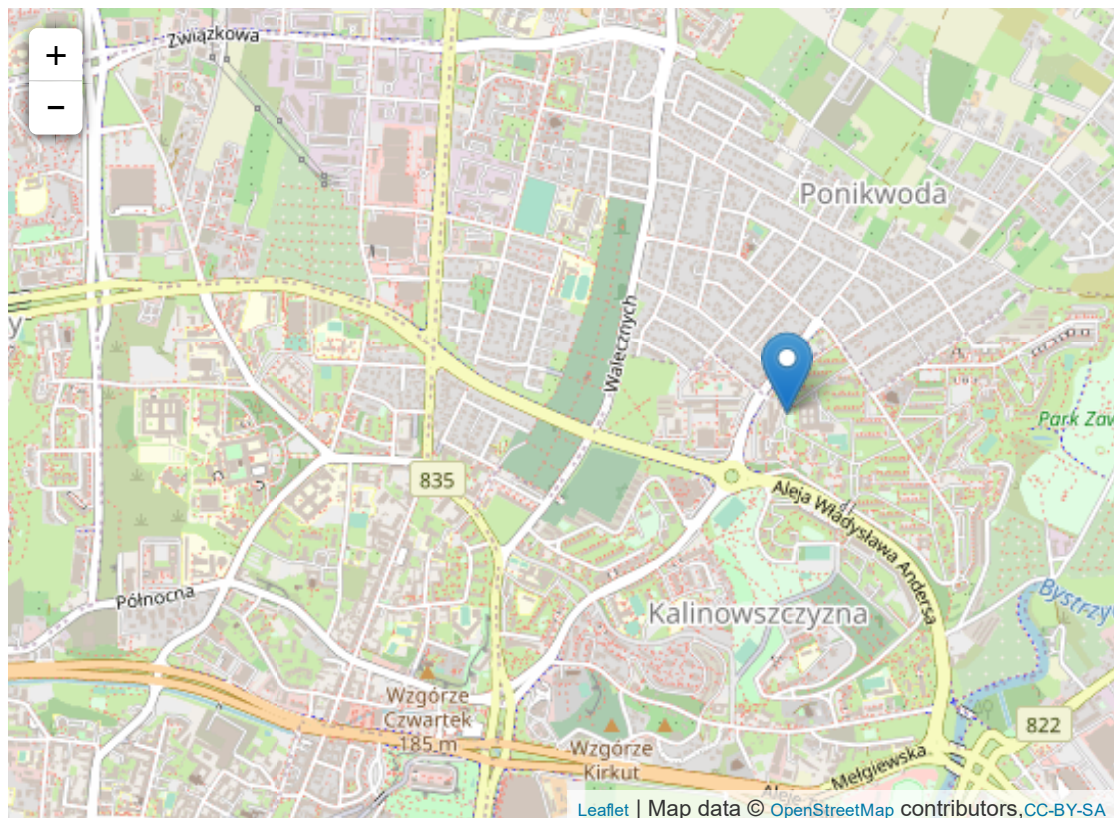 +
−
Związkowa
Ponikwoda
Walecznych
Park Zaw
835
Aleja Władysława Andersa
Północna
Bystrzy
Kalinowszczyzna
Wzgórze
Czwartek
185 m
822
Wzgórze
Kirkut
Mełgiewska
Leaflet | Map data © OpenStreetMap contributors,CC-BY-SA